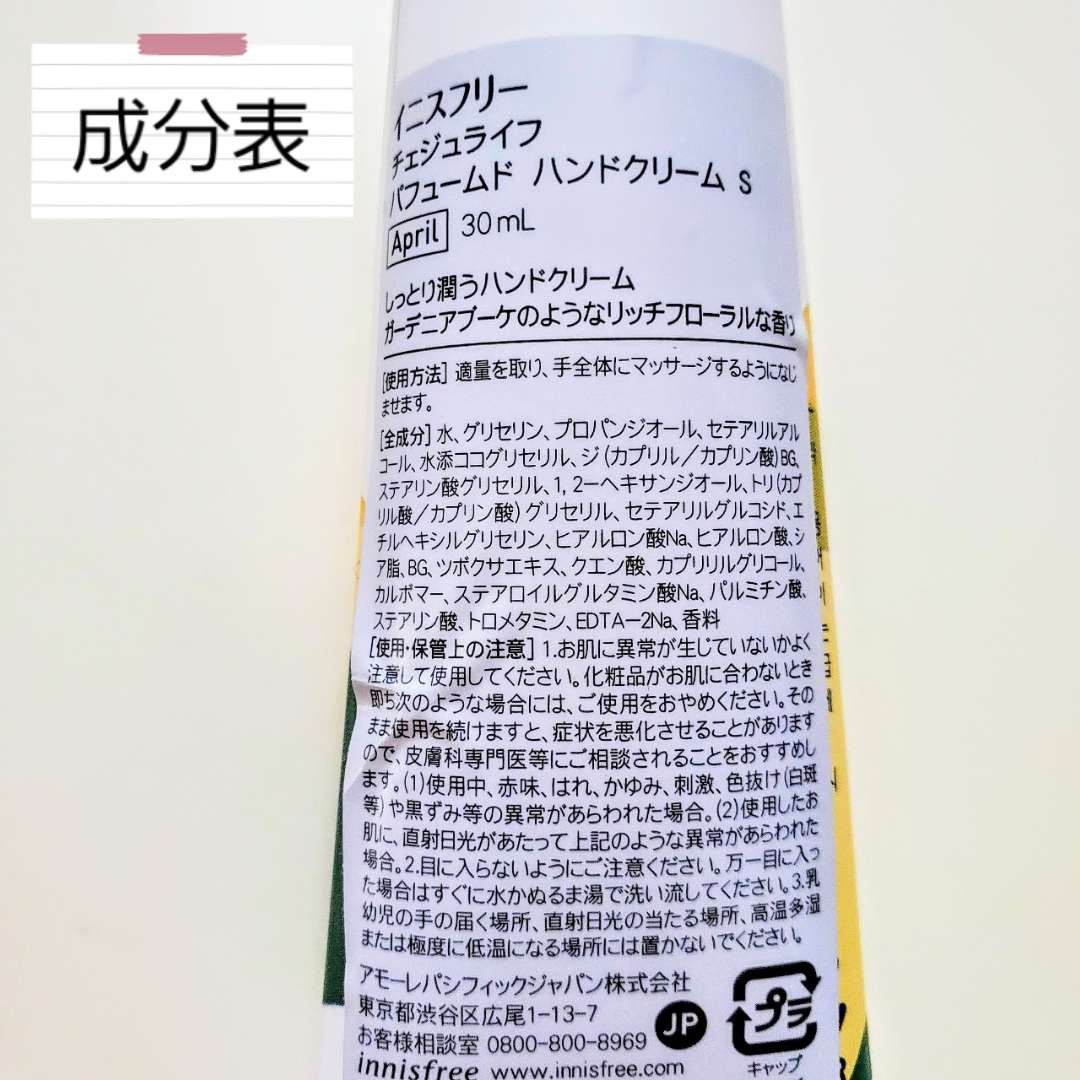 成分表
イニスフリー
チェジュライフ
パフュームド ハンドクリーム S
April 30mL
しっとり潤うハンドクリーム
ガーデニアブーケのようなリッチフローラルな香り
[使用方法] 適量を取り、手全体にマッサージするようになじ
ませます。
[全成分] 水、グリセリン、プロパンジオール、セテアリルアル
コール、水添ココグリセリル、ジ(カプリル/カプリン酸)BG、
ステアリン酸グリセリル、1,2-ヘキサンジオール、トリ(カプ
リル酸/カプリン酸)グリセリル、セテアリルグルコシド、エ
チルヘキシルグリセリン、ヒアルロン酸Na、ヒアルロン酸、シ
ア脂、BG、ツボクサエキス、クエン酸、カプリリルグリコール、
カルボマー、ステアロイルグルタミン酸Na、パルミチン酸、
ステアリン酸、トロメタミン、EDTA-2Na、香料
[使用・保管上の注意] 1.お肌に異常が生じていないかよく
注意して使用してください。化粧品がお肌に合わないとき
即ち次のような場合には、ご使用をおやめください。その
まま使用を続けますと、症状を悪化させることがあります
ので、皮膚科専門医等にご相談されることをおすすめし
ます。(1)使用中、赤味、はれ、かゆみ、刺激、色抜け(白斑
等)や黒ずみ等の異常があらわれた場合。(2)使用したお
肌に、直射日光があたって上記のような異常があらわれた
場合。2.目に入らないようにご注意ください。万一目に入っ
た場合はすぐに水かぬるま湯で洗い流してください。3.乳
幼児の手の届く場所、直射日光の当たる場所、高温多湿
または極度に低温になる場所には置かないでください。
アモーレパシフィックジャパン株式会社
東京都渋谷区広尾1-13-7
お客様相談室 0800-800-8969
JP
プラ
キャップ
innisfree www.innisfree.com